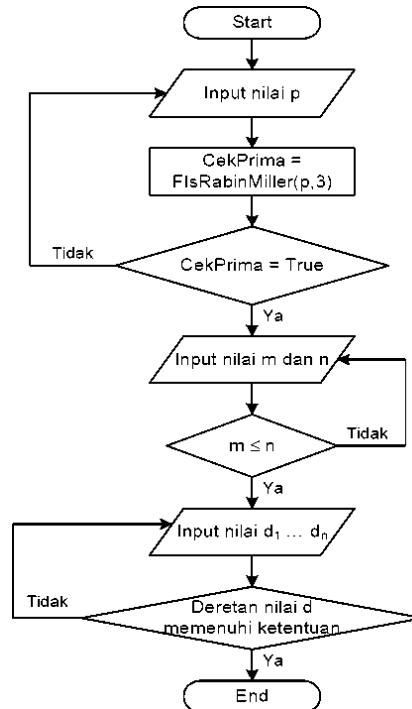 Start
Input nilai p
CekPrima =
FIsRabinMiller(p,3)
CekPrima = True
Tidak
Ya
Input nilai m dan n
m ≤ n
Tidak
Ya
Input nilai d₁ ... dₙ
Deretan nilai d
memenuhi ketentuan
Tidak
Ya
End